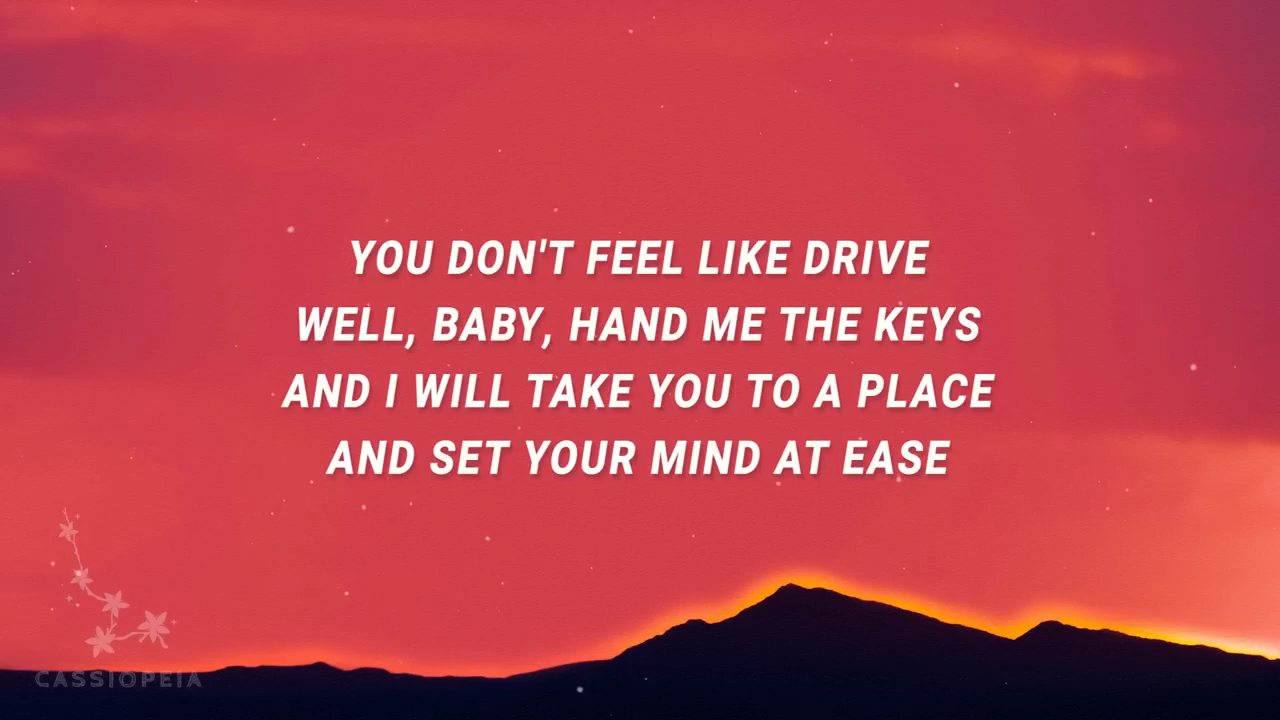 YOU DON'T FEEL LIKE DRIVE
WELL, BABY, HAND ME THE KEYS
AND I WILL TAKE YOU TO A PLACE
AND SET YOUR MIND AT EASE
CASSIOPEIA